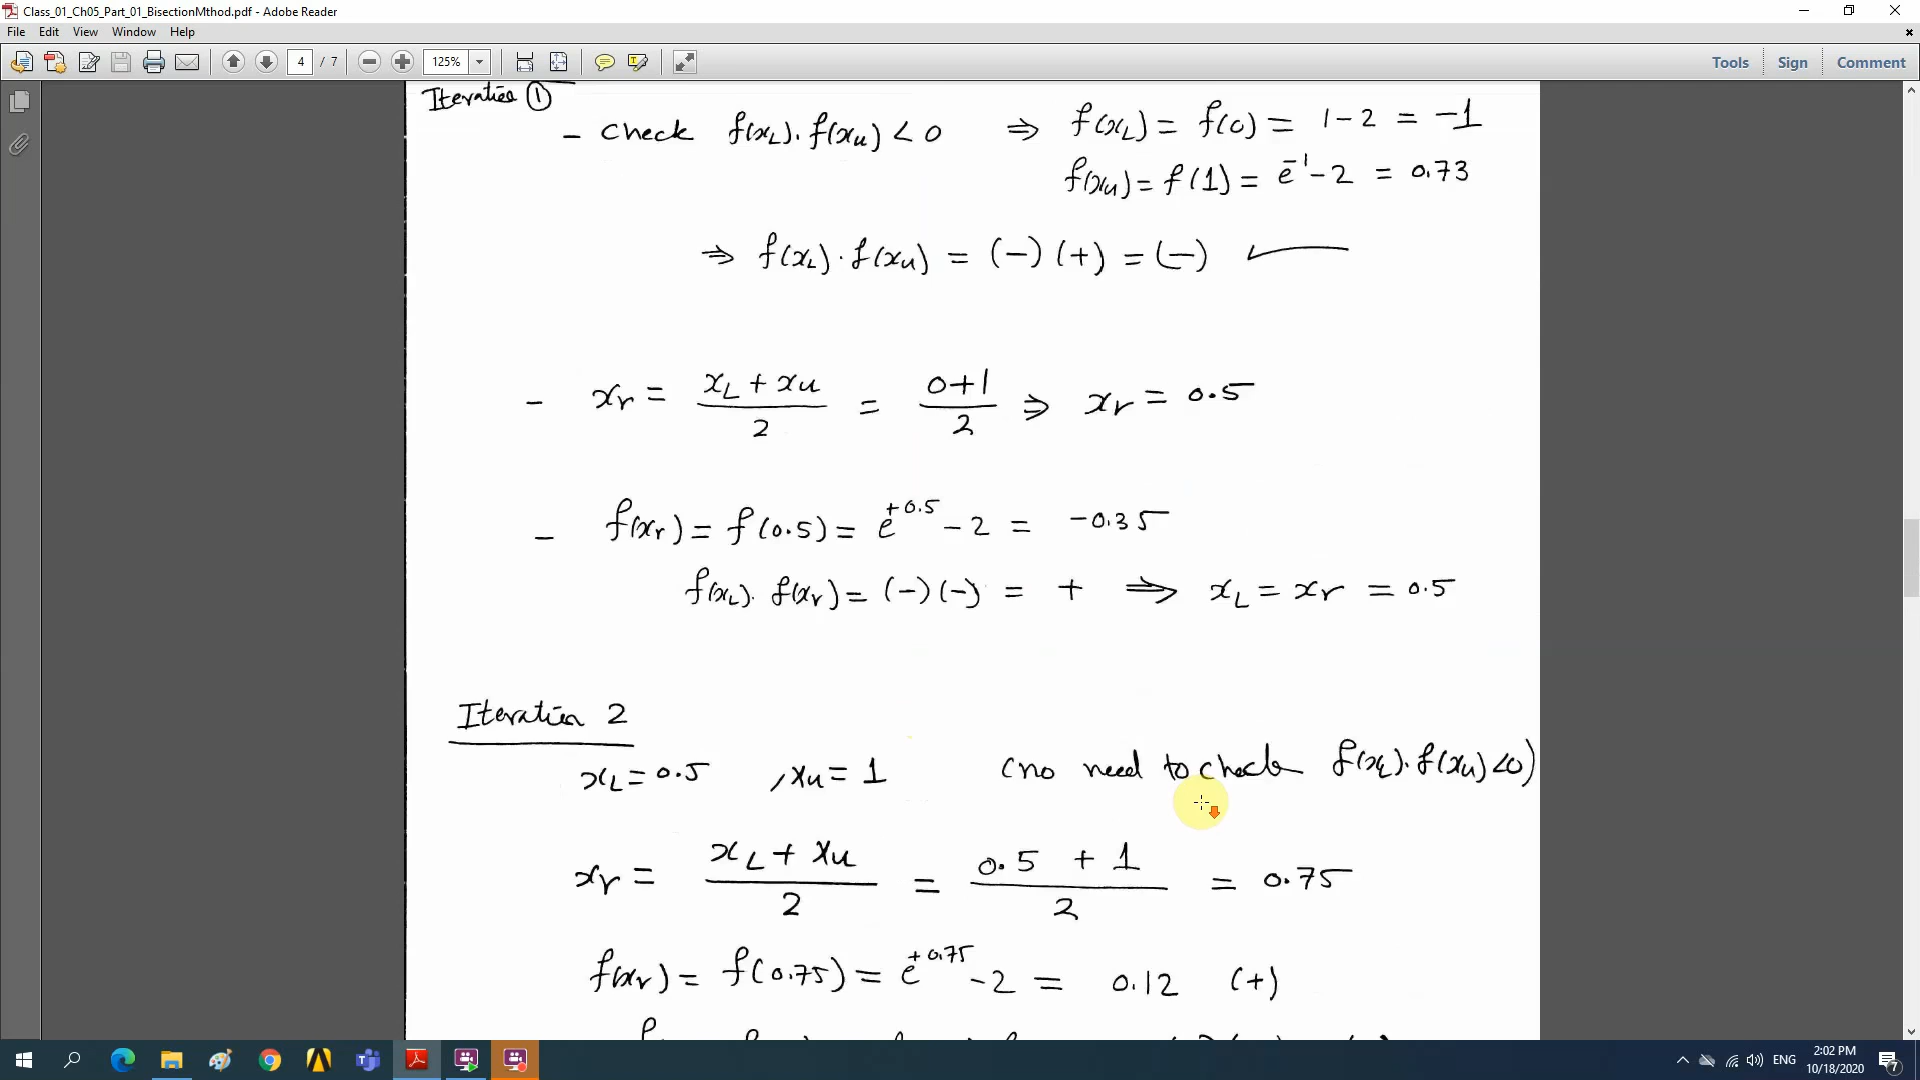 Class_01_Ch05_Part_01_BisectionMthod.pdf - Adobe Reader
File Edit View Window Help
4 / 7 125% Tools Sign Comment
Iteration ①
- check f(xL). f(xu) < 0 ⇒ f(xL) = f(0) = 1-2 = -1
f(xu) = f(1) = e⁻¹ - 2 = 0.73
⇒ f(xL) · f(xu) = (-) (+) = (-) ✓
- xr = (xL + xu)/2 = (0+1)/2 ⇒ xr = 0.5
- f(xr) = f(0.5) = e^+0.5 - 2 = -0.35
f(xL). f(xr) = (-) (-) = + ⇒ xL = xr = 0.5
Iteration 2
xL = 0.5 , xu = 1 (no need to check f(xL). f(xu) <0)
xr = (xL + xu)/2 = (0.5 + 1)/2 = 0.75
f(xr) = f(0.75) = e^+0.75 - 2 = 0.12 (+)
ENG 2:02 PM
10/18/2020 7